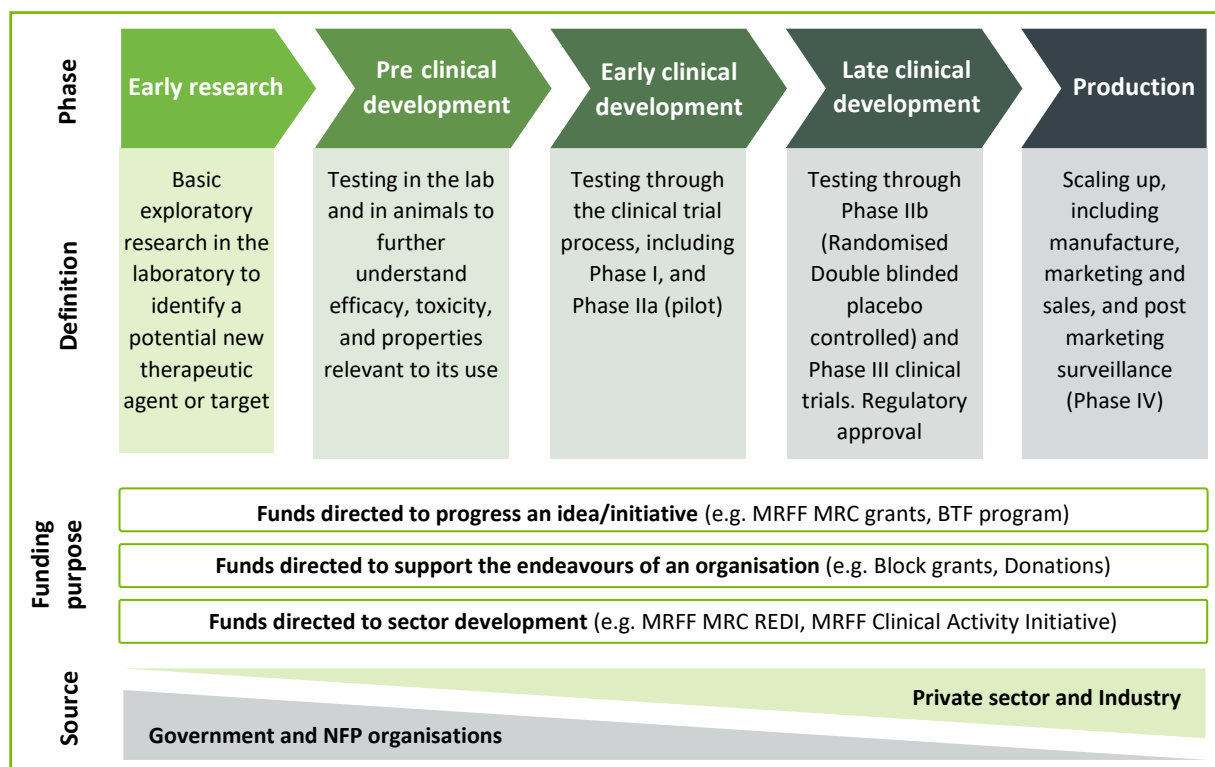 Phase
Early research
Pre clinical
development
Early clinical
development
Late clinical
development
Production
Definition
Basic
exploratory
research in the
laboratory to
identify a
potential new
therapeutic
agent or target
Testing in the lab
and in animals to
further
understand
efficacy, toxicity,
and properties
relevant to its use
Testing through
the clinical trial
process, including
Phase I, and
Phase IIa (pilot)
Testing through
Phase IIb
(Randomised
Double blinded
placebo
controlled) and
Phase III clinical
trials. Regulatory
approval
Scaling up,
including
manufacture,
marketing and
sales, and post
marketing
surveillance
(Phase IV)
Funding
purpose
Funds directed to progress an idea/initiative (e.g. MRFF MRC grants, BTF program)
Funds directed to support the endeavours of an organisation (e.g. Block grants, Donations)
Funds directed to sector development (e.g. MRFF MRC REDI, MRFF Clinical Activity Initiative)
Source
Private sector and Industry
Government and NFP organisations